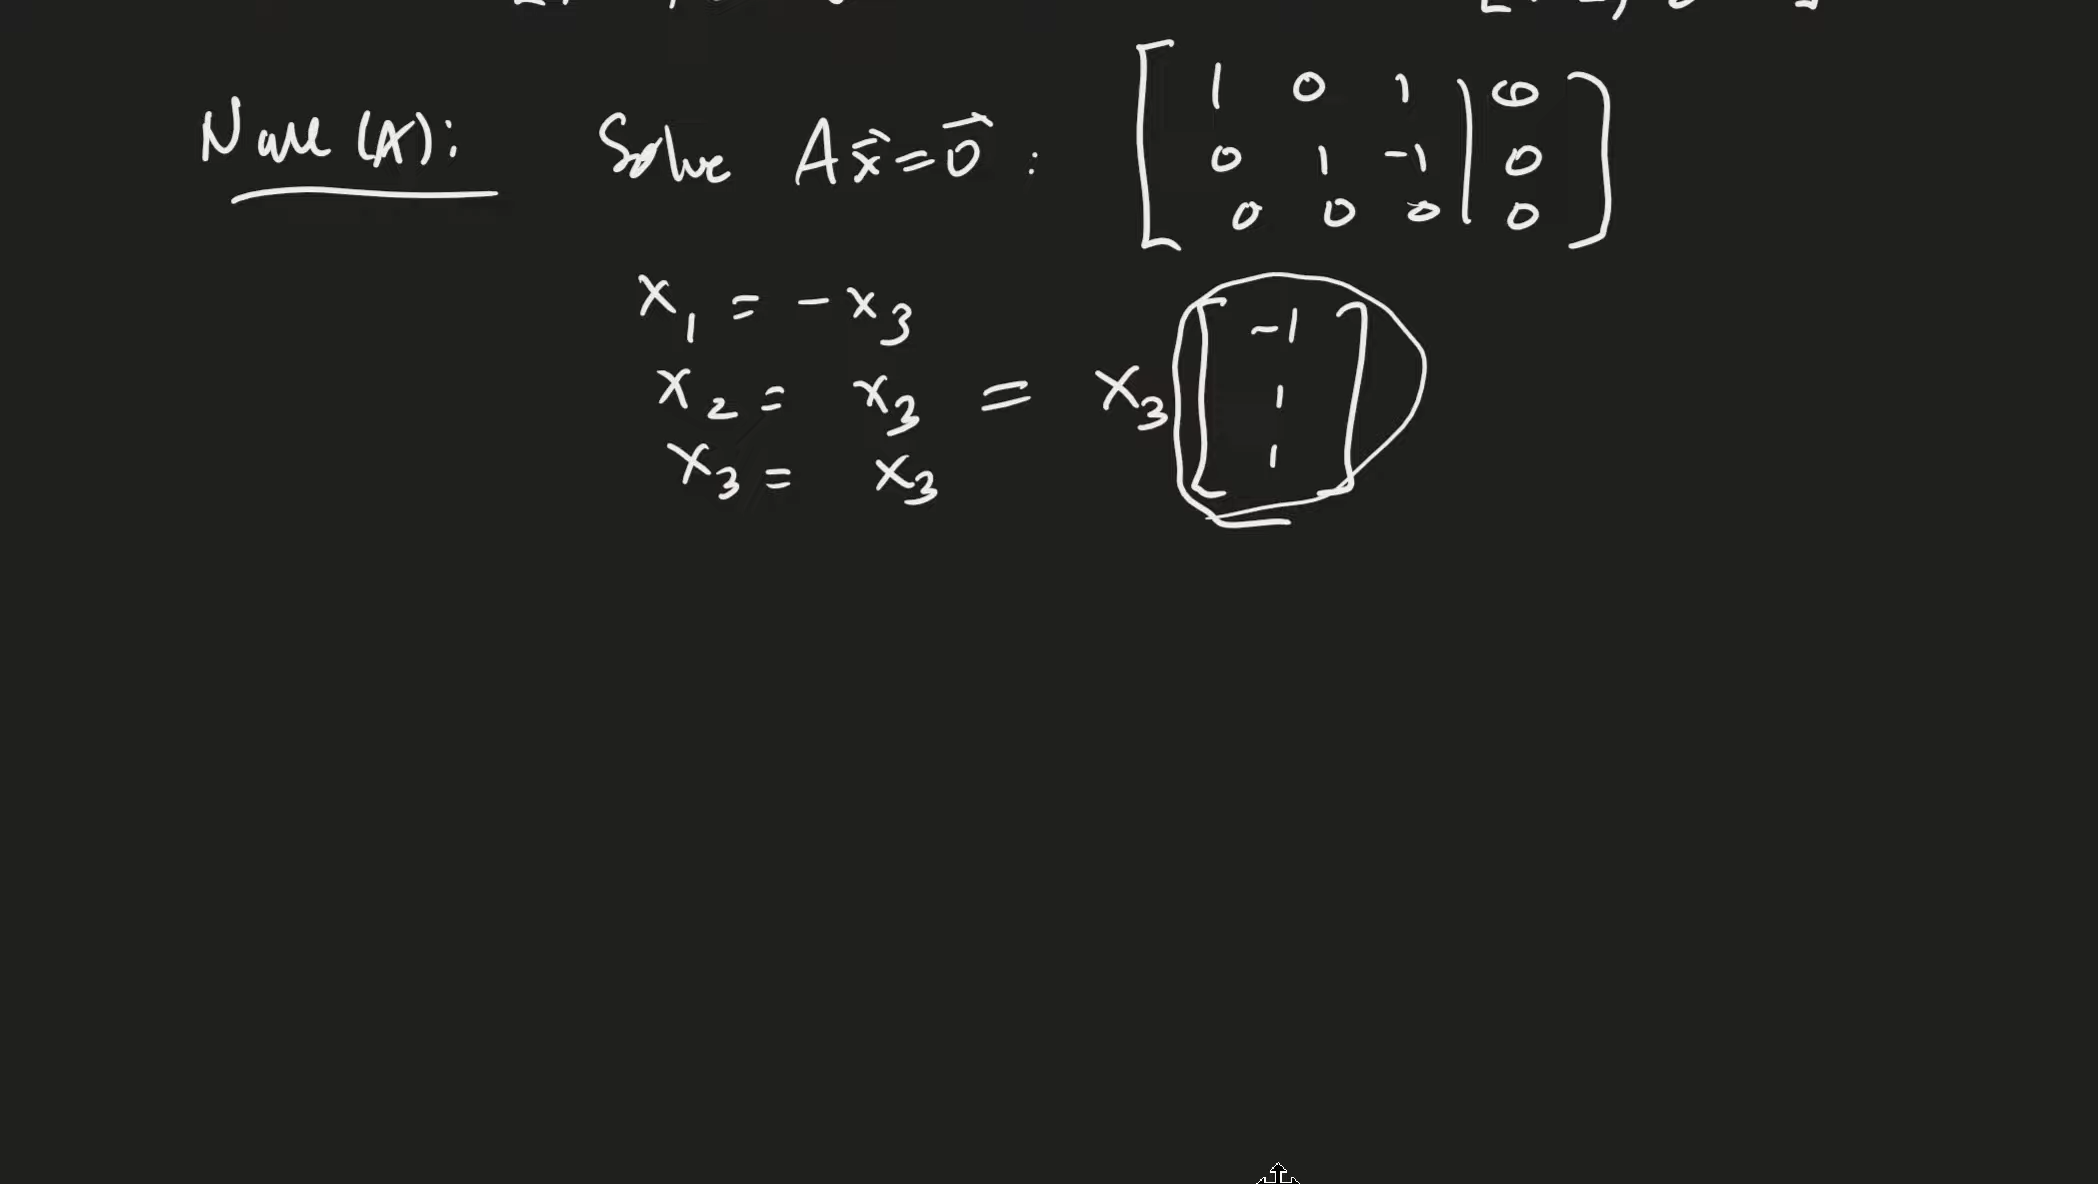 Null (A): Solve Ax⃗ = 0⃗ : [ 1 0 1 | 0 ]
[ 0 1 -1 | 0 ]
[ 0 0 0 | 0 ]
x₁ = - x₃ [ -1 ]
x₂ = x₃ = x₃ [ 1 ]
x₃ = x₃ [ 1 ]